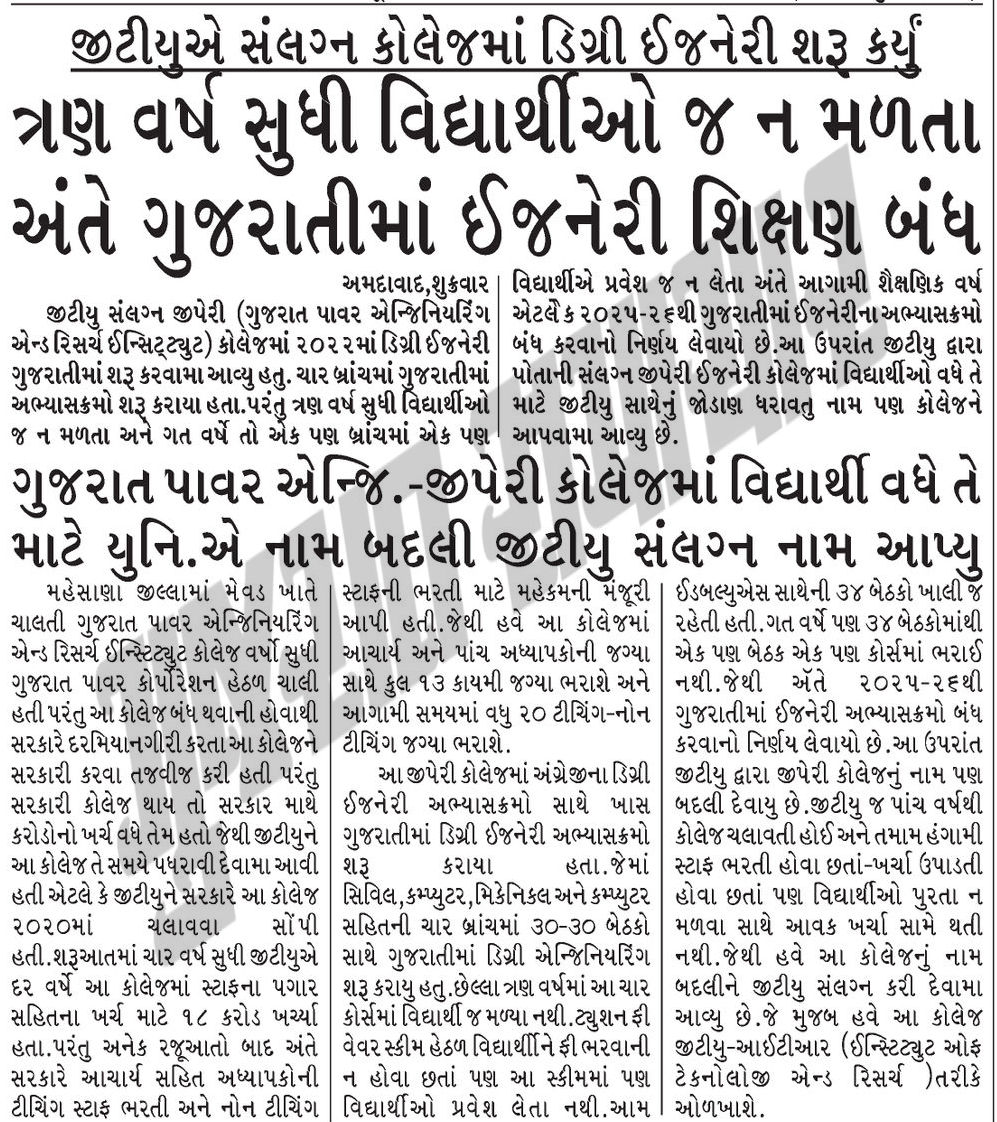 જીટીયુએ સંલગ્ન કોલેજમાં ડિગ્રી ઈજનેરી શરૂ કર્યું
ત્રણ વર્ષ સુધી વિદ્યાર્થીઓ જ ન મળતા
અંતે ગુજરાતીમાં ઈજનેરી શિક્ષણ બંધ
અમદાવાદ,શુક્રવાર
જીટીયુ સંલગ્ન જીપેરી (ગુજરાત પાવર એન્જિનિયરિંગ
એન્ડ રિસર્ચ ઈન્સિટ્ટ્યુટ) કોલેજમાં ૨૦૨૨માં ડિગ્રી ઈજનેરી
ગુજરાતીમાં શરૂ કરવામા આવ્યુ હતુ. ચાર બ્રાંચમાં ગુજરાતીમાં
અભ્યાસક્રમો શરૂ કરાયા હતા.પરંતુ ત્રણ વર્ષ સુધી વિદ્યાર્થીઓ
જ ન મળતા અને ગત વર્ષે તો એક પણ બ્રાંચમાં એક પણ
વિદ્યાર્થીએ પ્રવેશ જ ન લેતા અંતે આગામી શૈક્ષણિક વર્ષ
એટલે કે ૨૦૨૫-૨૬થી ગુજરાતીમાં ઈજનેરીના અભ્યાસક્રમો
બંધ કરવાનો નિર્ણય લેવાયો છે.આ ઉપરાંત જીટીયુ દ્વારા
પોતાની સંલગ્ન જીપેરી ઈજનેરી કોલેજમાં વિદ્યાર્થીઓ વધે તે
માટે જીટીયુ સાથેનું જોડાણ ધરાવતુ નામ પણ કોલેજને
આપવામા આવ્યુ છે.
ગુજરાત પાવર એન્જિ.-જીપેરી કોલેજમાં વિદ્યાર્થી વધે તે
માટે યુનિ.એ નામ બદલી જીટીયુ સંલગ્ન નામ આપ્યુ
મહેસાણા જીલ્લામાં મેવડ ખાતે
ચાલતી ગુજરાત પાવર એન્જિનિયરિંગ
એન્ડ રિસર્ચ ઈન્સ્ટિટ્યુટ કોલેજ વર્ષો સુધી
ગુજરાત પાવર કોર્પોરેશન હેઠળ ચાલી
હતી પરંતુ આ કોલેજ બંધ થવાની હોવાથી
સરકારે દરમિયાનગીરી કરતા આ કોલેજને
સરકારી કરવા તજવીજ કરી હતી પરંતુ
સરકારી કોલેજ થાય તો સરકાર માથે
કરોડોનો ખર્ચ વધે તેમ હતો જેથી જીટીયુને
આ કોલેજ તે સમયે પધરાવી દેવામા આવી
હતી એટલે કે જીટીયુને સરકારે આ કોલેજ
૨૦૨૦માં ચલાવવા સોંપી
હતી.શરૂઆતમાં ચાર વર્ષ સુધી જીટીયુએ
દર વર્ષે આ કોલેજમાં સ્ટાફના પગાર
સહિતના ખર્ચ માટે ૧૮ કરોડ ખર્ચ્યા
હતા.પરંતુ અનેક રજૂઆતો બાદ અંતે
સરકારે આચાર્ય સહિત અધ્યાપકોની
ટીચિંગ સ્ટાફ ભરતી અને નોન ટીચિંગ
સ્ટાફની ભરતી માટે મહેકમની મંજૂરી
આપી હતી.જેથી હવે આ કોલેજમાં
આચાર્ય અને પાંચ અધ્યાપકોની જગ્યા
સાથે કુલ ૧૩ કાયમી જગ્યા ભરાશે અને
આગામી સમયમાં વધુ ૨૦ ટીચિંગ-નોન
ટીચિંગ જગ્યા ભરાશે.
આ જીપેરી કોલેજમાં અંગ્રેજીના ડિગ્રી
ઈજનેરી અભ્યાસક્રમો સાથે ખાસ
ગુજરાતીમાં ડિગ્રી ઈજનેરી અભ્યાસક્રમો
શરૂ કરાયા હતા.જેમાં
સિવિલ,કમ્પ્યુટર,મિકેનિકલ અને કમ્પ્યુટર
સહિતની ચાર બ્રાંચમાં ૩૦-૩૦ બેઠકો
સાથે ગુજરાતીમાં ડિગ્રી એન્જિનિયરિંગ
શરૂ કરાયુ હતુ.છેલ્લા ત્રણ વર્ષમાં આ ચાર
કોર્સમાં વિદ્યાર્થી જ મળ્યા નથી.ટ્યુશન ફી
વેવર સ્કીમ હેઠળ વિદ્યાર્થીને ફી ભરવાની
ન હોવા છતાં પણ આ સ્કીમમાં પણ
વિદ્યાર્થીઓ પ્રવેશ લેતા નથી.આમ
ઈડબલ્યુએસ સાથેની ૩૪ બેઠકો ખાલી જ
રહેતી હતી.ગત વર્ષે પણ ૩૪ બેઠકોમાંથી
એક પણ બેઠક એક પણ કોર્સમાં ભરાઈ
નથી.જેથી અંતે ૨૦૨૫-૨૬થી
ગુજરાતીમાં ઈજનેરી અભ્યાસક્રમો બંધ
કરવાનો નિર્ણય લેવાયો છે.આ ઉપરાંત
જીટીયુ દ્વારા જીપેરી કોલેજનું નામ પણ
બદલી દેવાયુ છે.જીટીયુ જ પાંચ વર્ષથી
કોલેજ ચલાવતી હોઈ અને તમામ હંગામી
સ્ટાફ ભરતી હોવા છતાં-ખર્ચા ઉપાડતી
હોવા છતાં પણ વિદ્યાર્થીઓ પુરતા ન
મળવા સાથે આવક ખર્ચા સામે થતી
નથી.જેથી હવે આ કોલેજનું નામ
બદલીને જીટીયુ સંલગ્ન કરી દેવામા
આવ્યુ છે.જે મુજબ હવે આ કોલેજ
જીટીયુ-આઈટીઆર (ઈન્સ્ટિટ્યુટ ઓફ
ટેકનોલોજી એન્ડ રિસર્ચ )તરીકે
ઓળખાશે.